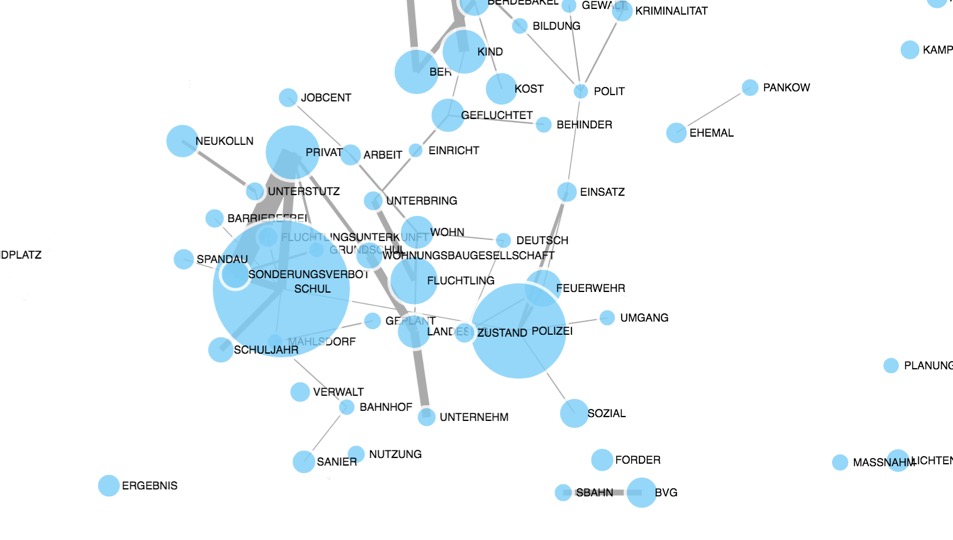 BERDEBAKEL
GEWALT
KRIMINALITAT
BILDUNG
KIND
KAMP
BER
KOST
POLIT
PANKOW
JOBCENT
GEFLUCHTET
BEHINDER
EHEMAL
NEUKOLLN
PRIVAT
ARBEIT
EINRICHT
UNTERSTUTZ
UNTERBRING
EINSATZ
BARRIEREFREI
FLUCHTLINGSUNTERKUNFT
WOHN
DEUTSCH
GRUNDSCHUL
WOHNUNGSBAUGESELLSCHAFT
DPLATZ
SPANDAU
SONDERUNGSVERBOT
FLUCHTLING
SCHUL
FEUERWEHR
GEPLANT
UMGANG
LANDES
ZUSTAND
POLIZEI
MAHLSDORF
SCHULJAHR
PLANUNG
VERWALT
BAHNHOF
UNTERNEHM
SOZIAL
NUTZUNG
SANIER
FORDER
MASSNAHM
LICHTEN
ERGEBNIS
SBAHN
BVG